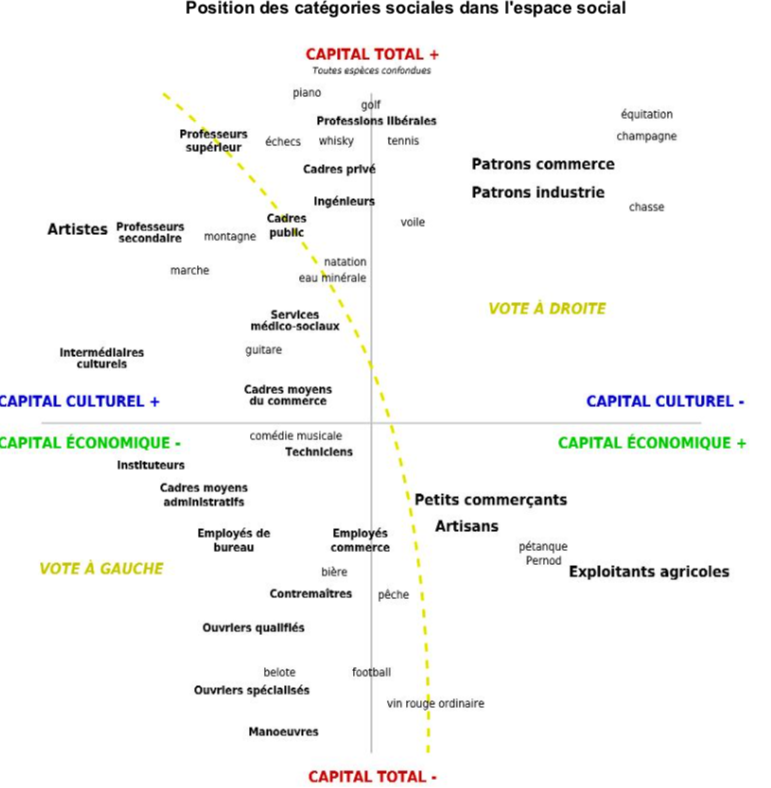 Position des catégories sociales dans l'espace social
CAPITAL TOTAL +
Toutes espèces confondues
piano
golf
équitation
Professions libérales
Professeurs
supérieur
échecs
whisky
tennis
champagne
Cadres privé
Patrons commerce
Patrons industrie
Ingénieurs
chasse
Cadres
public
voile
Artistes
Professeurs
secondaire
montagne
marche
natation
eau minérale
VOTE À DROITE
Services
médico-sociaux
guitare
Intermédiaires
culturels
Cadres moyens
du commerce
CAPITAL CULTUREL +
CAPITAL CULTUREL -
CAPITAL ÉCONOMIQUE -
CAPITAL ÉCONOMIQUE +
comédie musicale
Techniciens
Instituteurs
Cadres moyens
administratifs
Petits commerçants
Artisans
Employés de
bureau
Employés
commerce
pétanque
Pernod
VOTE À GAUCHE
bière
Exploitants agricoles
Contremaîtres
pêche
Ouvriers qualifiés
belote
football
Ouvriers spécialisés
vin rouge ordinaire
Manoeuvres
CAPITAL TOTAL -